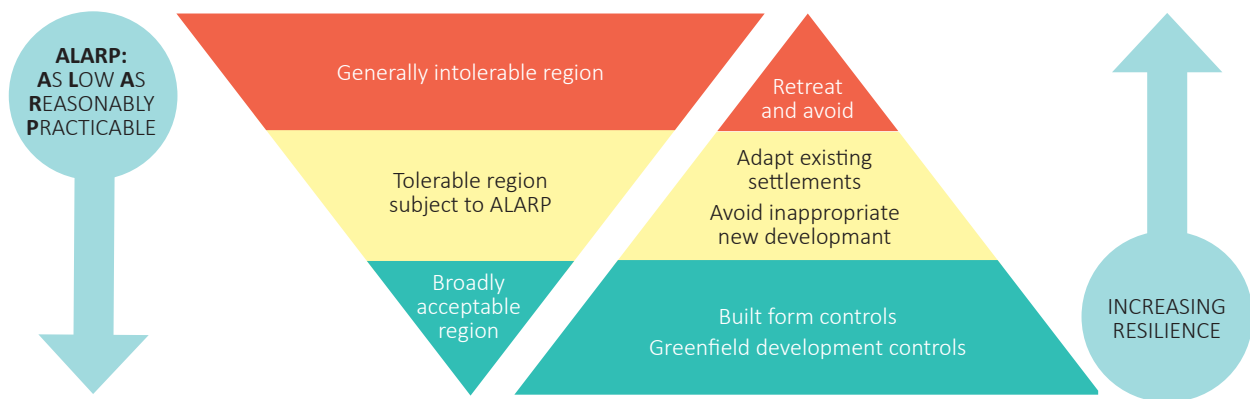 ALARP:
AS LOW AS
REASONABLY
PRACTICABLE
Generally intolerable region
Tolerable region
subject to ALARP
Broadly
acceptable
region
Retreat
and avoid
Adapt existing
settlements
Avoid inappropriate
new developmant
Built form controls
Greenfield development controls
INCREASING
RESILIENCE